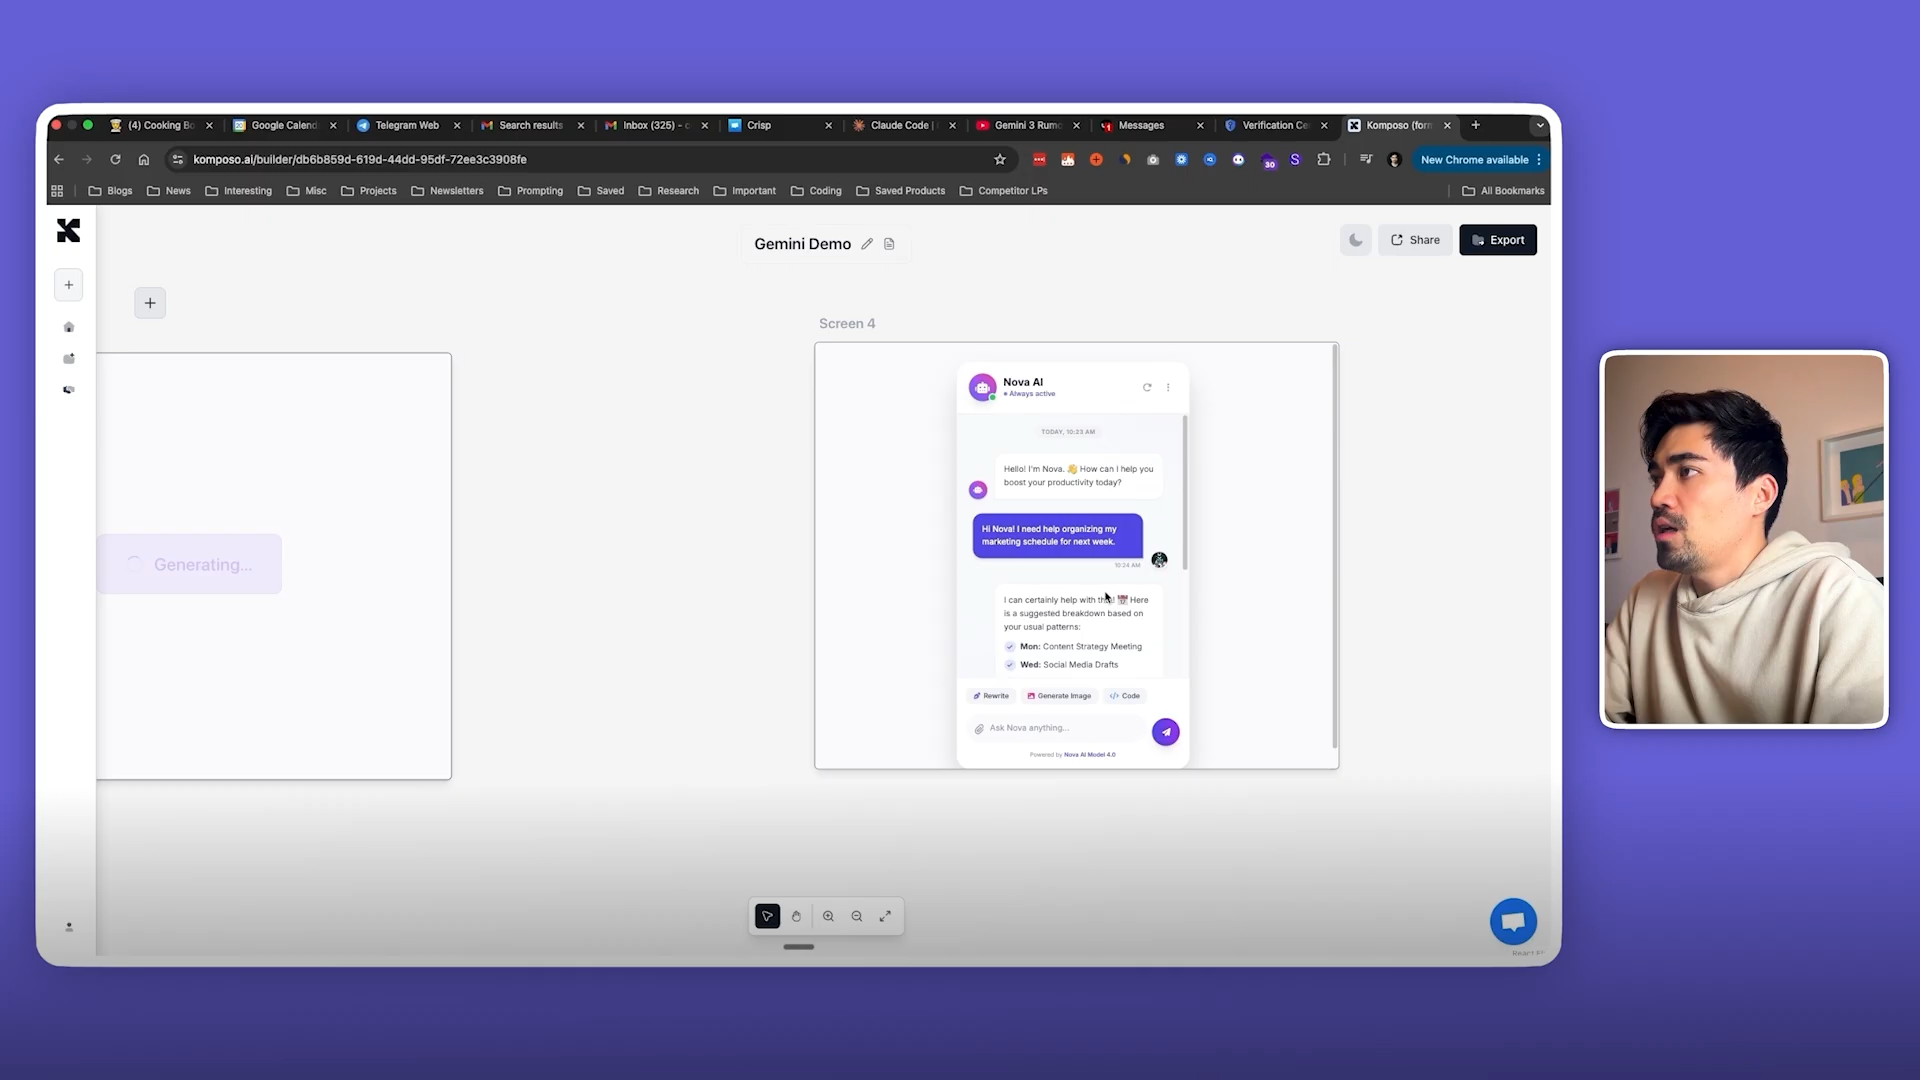 (4) Cooking Bo
Google Calend
Telegram Web
Search results
Inbox (325) - c
Crisp
Claude Code |
Gemini 3 Rumo
Messages
Verification Ce
Komposo (form
komposo.ai/builder/db6b859d-619d-44dd-95df-72ee3c3908fe
30
New Chrome available
Blogs
News
Interesting
Misc
Projects
Newsletters
Prompting
Saved
Research
Important
Coding
Saved Products
Competitor LPs
All Bookmarks
Gemini Demo
Share
Export
Screen 4
Generating...
Nova AI
Always active
TODAY, 10:23 AM
Hello! I'm Nova. 👋 How can I help you
boost your productivity today?
Hi Nova! I need help organizing my
marketing schedule for next week.
10:24 AM
I can certainly help with that! 📅 Here
is a suggested breakdown based on
your usual patterns:
Mon: Content Strategy Meeting
Wed: Social Media Drafts
Rewrite
Generate Image
Code
Ask Nova anything...
Powered by Nova AI Model 4.0